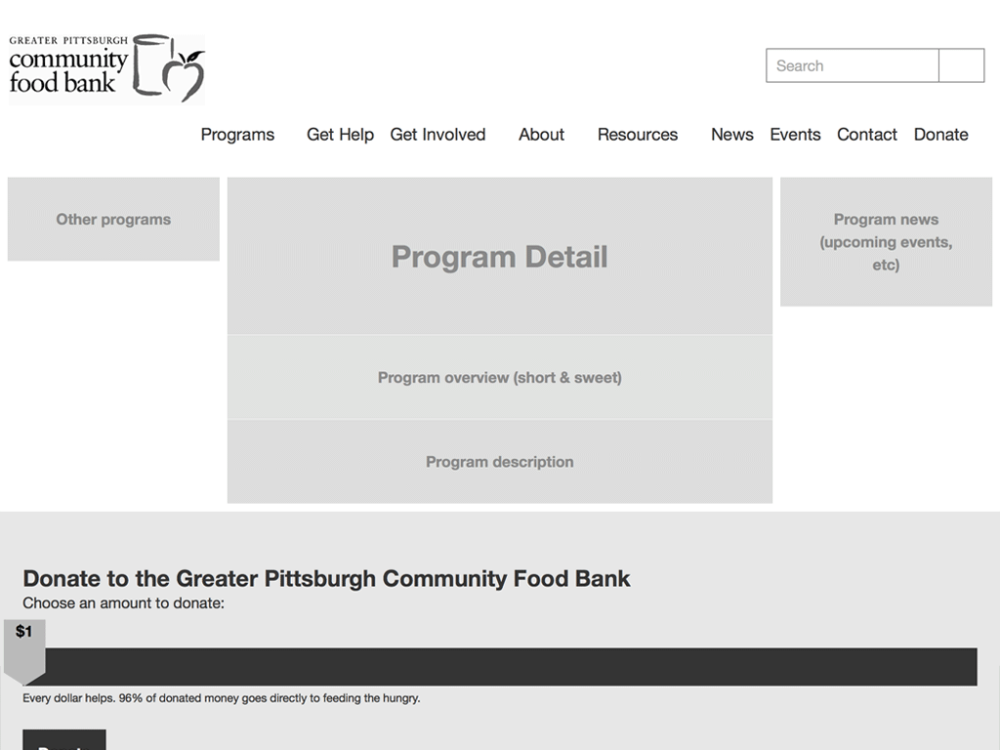 GREATER PITTSBURGH
community
food bank
Search
Programs Get Help Get Involved About Resources News Events Contact Donate
Other programs
Program Detail
Program overview (short & sweet)
Program description
Program news
(upcoming events,
etc)
Donate to the Greater Pittsburgh Community Food Bank
Choose an amount to donate:
$1
Every dollar helps. 96% of donated money goes directly to feeding the hungry.